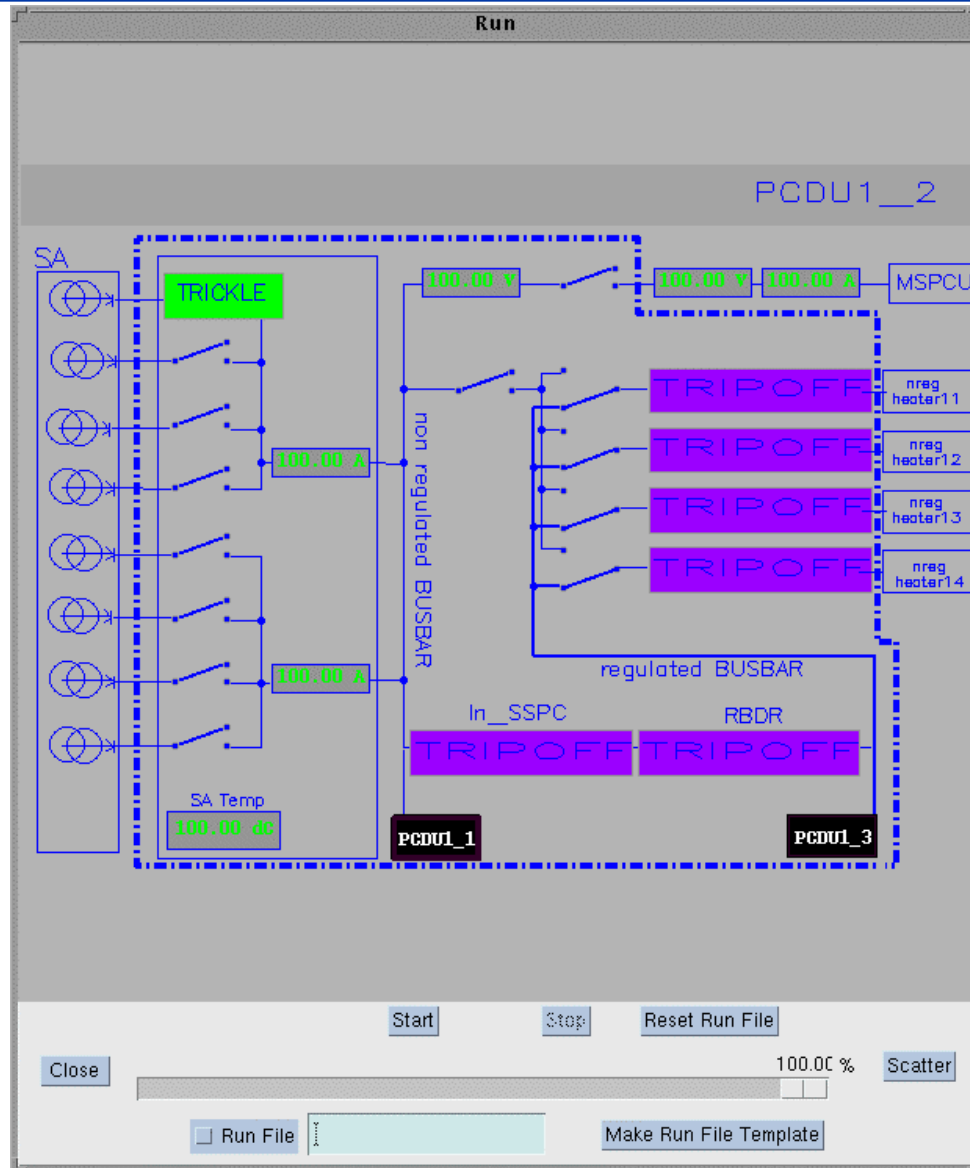 Run
PCDU1__2
SA
TRICKLE
100.00 V
100.00 V
100.00 A
MSPCU
TRIPOFF
nreg
heater11
TRIPOFF
nreg
heater12
TRIPOFF
nreg
heater13
TRIPOFF
nreg
heater14
100.00 A
non regulated BUSBAR
100.00 A
regulated BUSBAR
In__SSPC
RBDR
TRIPOFF
TRIPOFF
SA Temp
100.00 dc
PCDU1_1
PCDU1_3
Start
Stop
Reset Run File
Close
100.00 %
Scatter
Run File
Make Run File Template